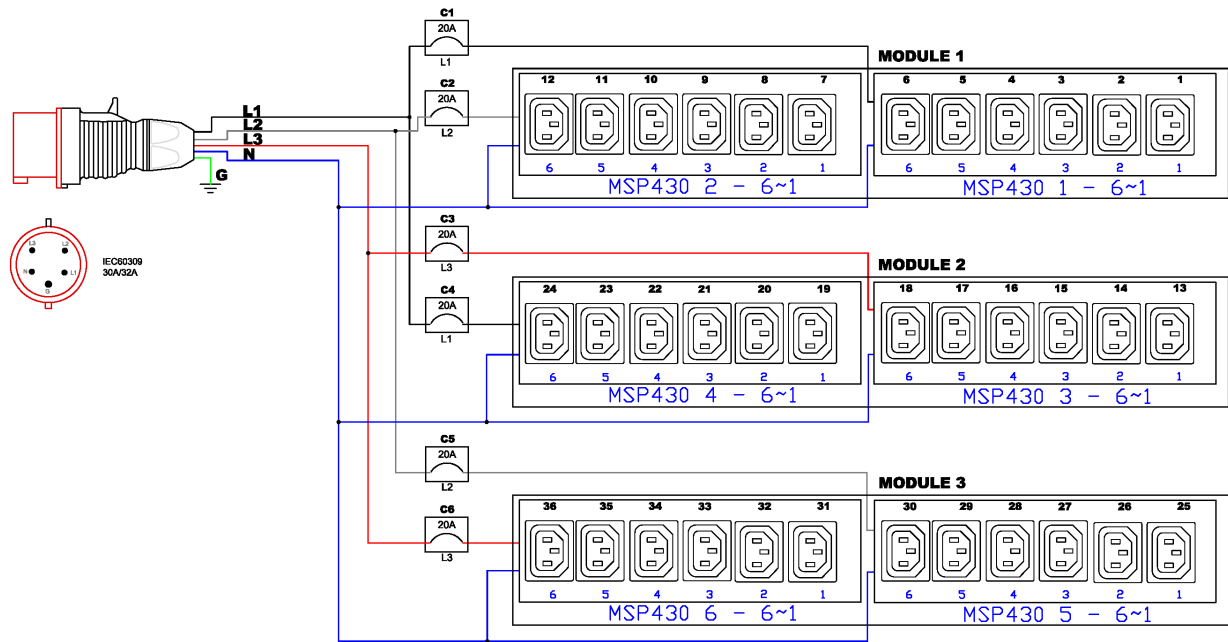 C1
20A
L1
MODULE 1
12 11 10 9 8 7 6 5 4 3 2 1
C2
20A
L2
L1
L2
L3
N
G
6 5 4 3 2 1 6 5 4 3 2 1
MSP430 2 - 6~1 MSP430 1 - 6~1
L3 L2
N L1
G
IEC60309
30A/32A
C3
20A
L3
MODULE 2
24 23 22 21 20 19 18 17 16 15 14 13
C4
20A
L1
6 5 4 3 2 1 6 5 4 3 2 1
MSP430 4 - 6~1 MSP430 3 - 6~1
C5
20A
L2
MODULE 3
36 35 34 33 32 31 30 29 28 27 26 25
C6
20A
L3
6 5 4 3 2 1 6 5 4 3 2 1
MSP430 6 - 6~1 MSP430 5 - 6~1